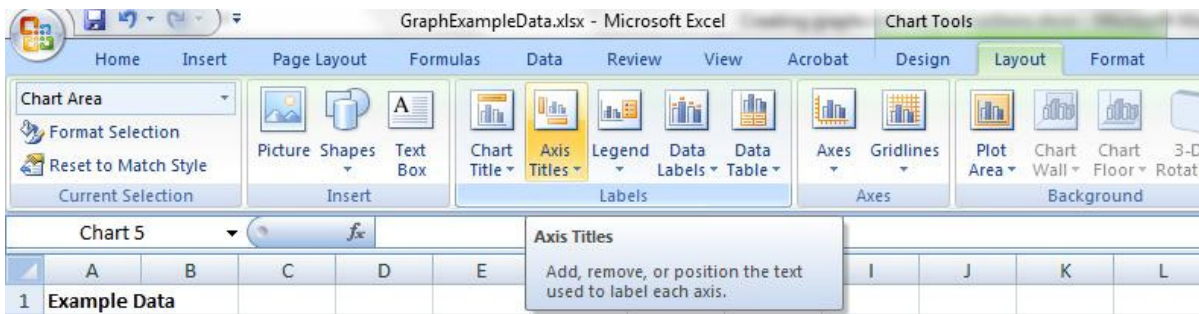 GraphExampleData.xlsx - Microsoft Excel
Chart Tools
Home Insert Page Layout Formulas Data Review View Acrobat Design Layout Format
Chart Area
Format Selection
Reset to Match Style
Current Selection
Picture Shapes Text Box
Insert
Chart Title Axis Titles Legend Data Labels Data Table
Labels
Axes Gridlines
Axes
Plot Area Chart Wall Chart Floor 3-D Rotat
Background
Chart 5 fx
Axis Titles
Add, remove, or position the text
used to label each axis.
A B C D E I J K L
1 Example Data